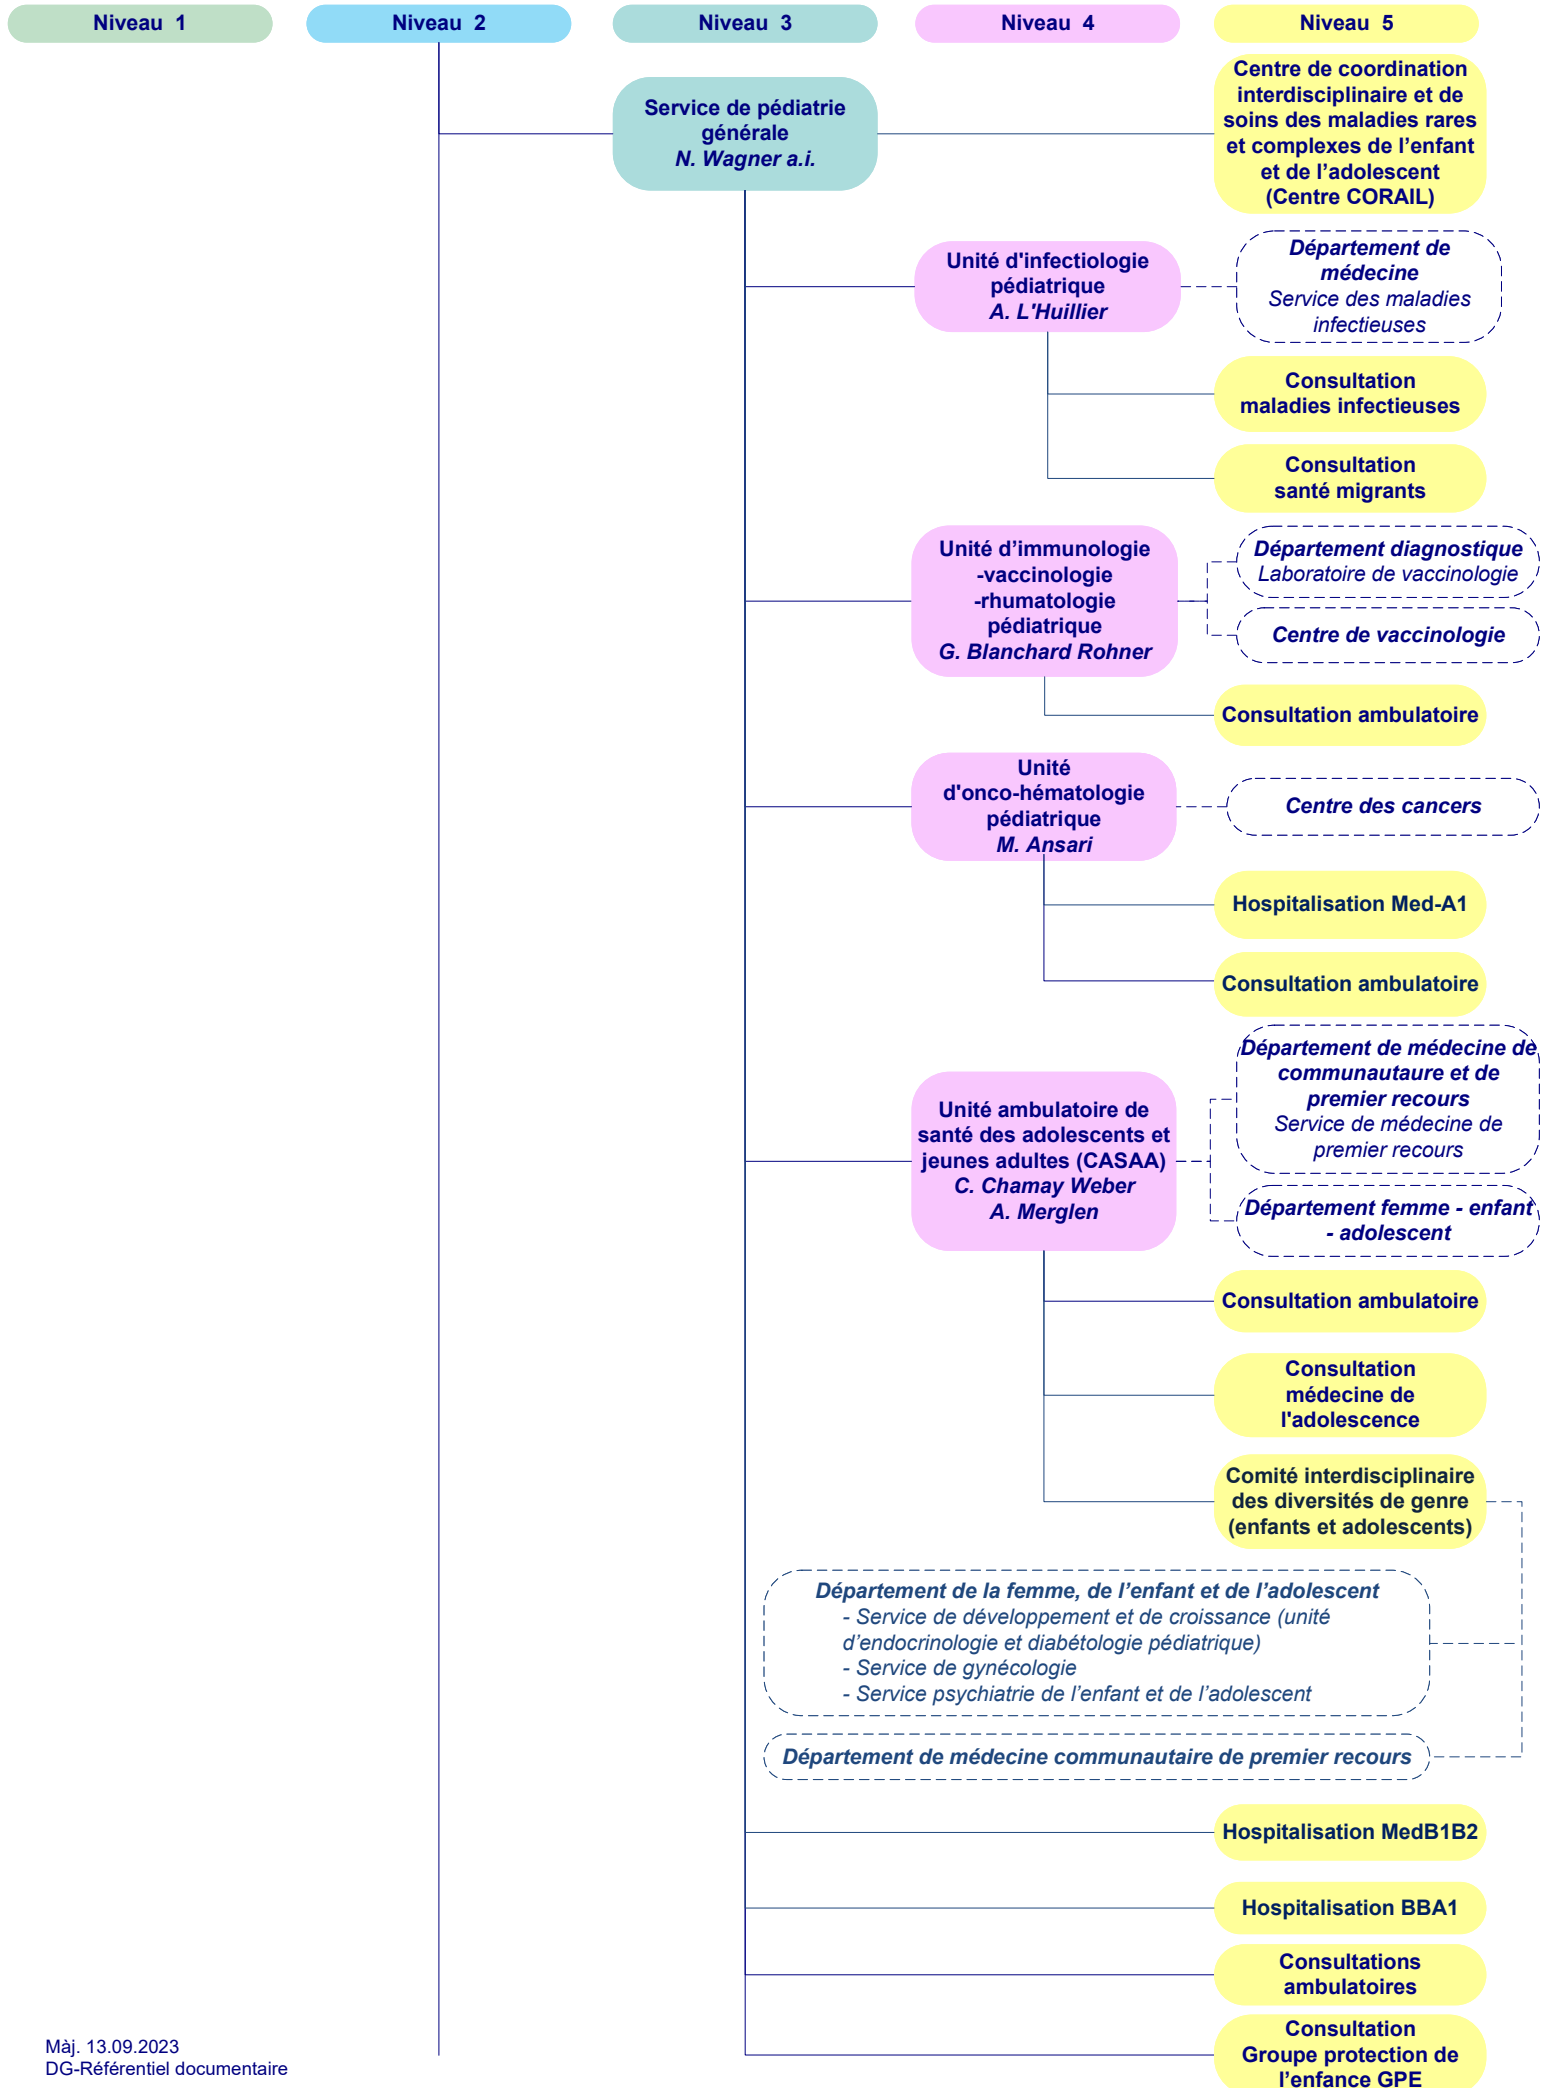 Niveau 1
Niveau 2
Niveau 3
Niveau 4
Niveau 5
Service de pédiatrie
générale
N. Wagner a.i.
Centre de coordination
interdisciplinaire et de
soins des maladies rares
et complexes de l’enfant
et de l’adolescent
(Centre CORAIL)
Unité d'infectiologie
pédiatrique
A. L'Huillier
Département de
médecine
Service des maladies
infectieuses
Consultation
maladies infectieuses
Consultation
santé migrants
Unité d’immunologie
-vaccinologie
-rhumatologie
pédiatrique
G. Blanchard Rohner
Département diagnostique
Laboratoire de vaccinologie
Centre de vaccinologie
Consultation ambulatoire
Unité
d'onco-hématologie
pédiatrique
M. Ansari
Centre des cancers
Hospitalisation Med-A1
Consultation ambulatoire
Unité ambulatoire de
santé des adolescents et
jeunes adultes (CASAA)
C. Chamay Weber
A. Merglen
Département de médecine de
communautaure et de
premier recours
Service de médecine de
premier recours
Département femme - enfant
- adolescent
Consultation ambulatoire
Consultation
médecine de
l'adolescence
Comité interdisciplinaire
des diversités de genre
(enfants et adolescents)
Département de la femme, de l’enfant et de l’adolescent
- Service de développement et de croissance (unité
d’endocrinologie et diabétologie pédiatrique)
- Service de gynécologie
- Service psychiatrie de l’enfant et de l’adolescent
Département de médecine communautaire de premier recours
Hospitalisation MedB1B2
Hospitalisation BBA1
Consultations
ambulatoires
Consultation
Groupe protection de
l’enfance GPE
Màj. 13.09.2023
DG-Référentiel documentaire